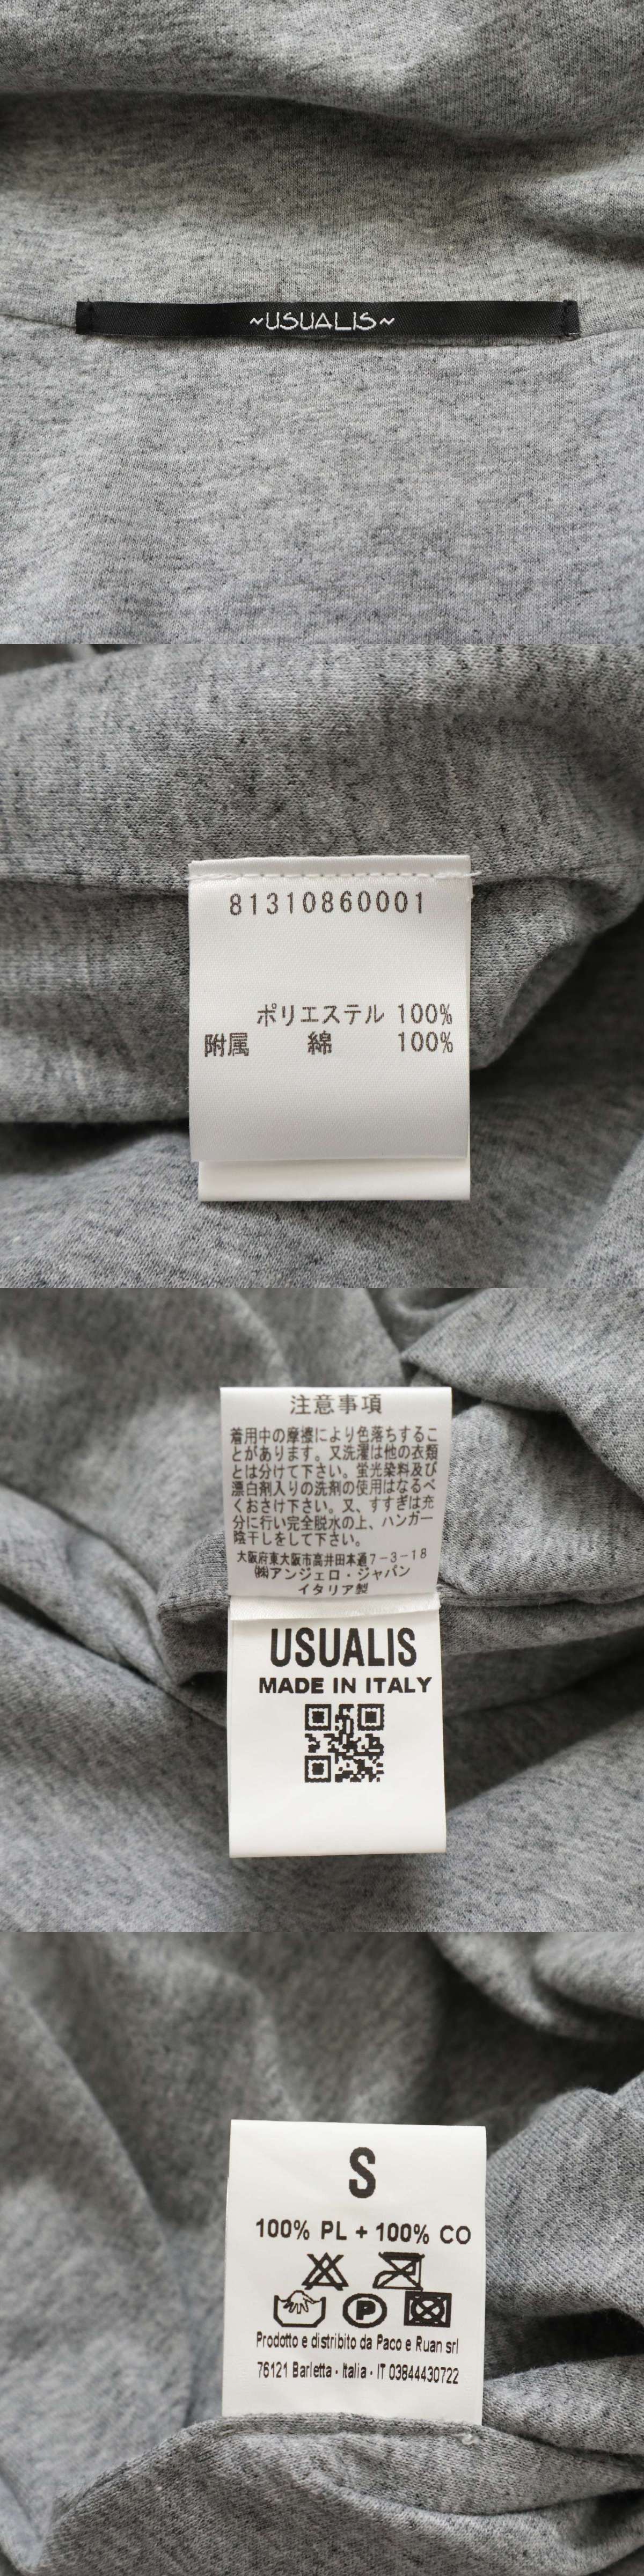 ~USUALIS~
81310860001
ポリエステル 100%
附属 綿 100%
注意事項
着用中の摩擦により色落ちするこ
とがあります。又洗濯は他の衣類
とは分けて下さい。蛍光染料及び
漂白剤入りの洗剤の使用はなるべ
くおさけ下さい。又、すすぎは充
分に行い完全脱水の上、ハンガー
陰干しをして下さい。
大阪府東大阪市高井田本通7-3-18
㈱アンジェロ・ジャパン
イタリア製
USUALIS
MADE IN ITALY
S
100% PL + 100% CO
P
Prodotto e distribito da Paco e Ruan srl
76121 Barletta - Italia - IT 03844430722